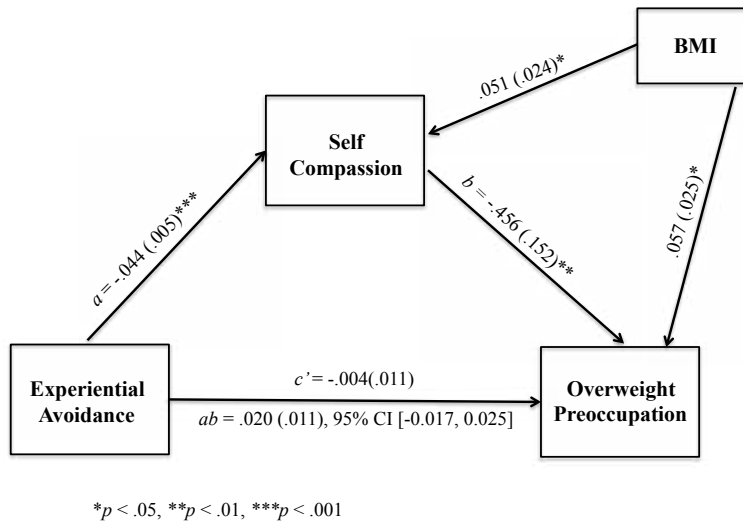 BMI
.051 (.024)*
Self
Compassion
b = -.456 (.152)**
.057 (.025)*
a = -.044 (.005)***
Experiential
Avoidance
c’ = -.004(.011)
ab = .020 (.011), 95% CI [-0.017, 0.025]
Overweight
Preoccupation
*p < .05, **p < .01, ***p < .001